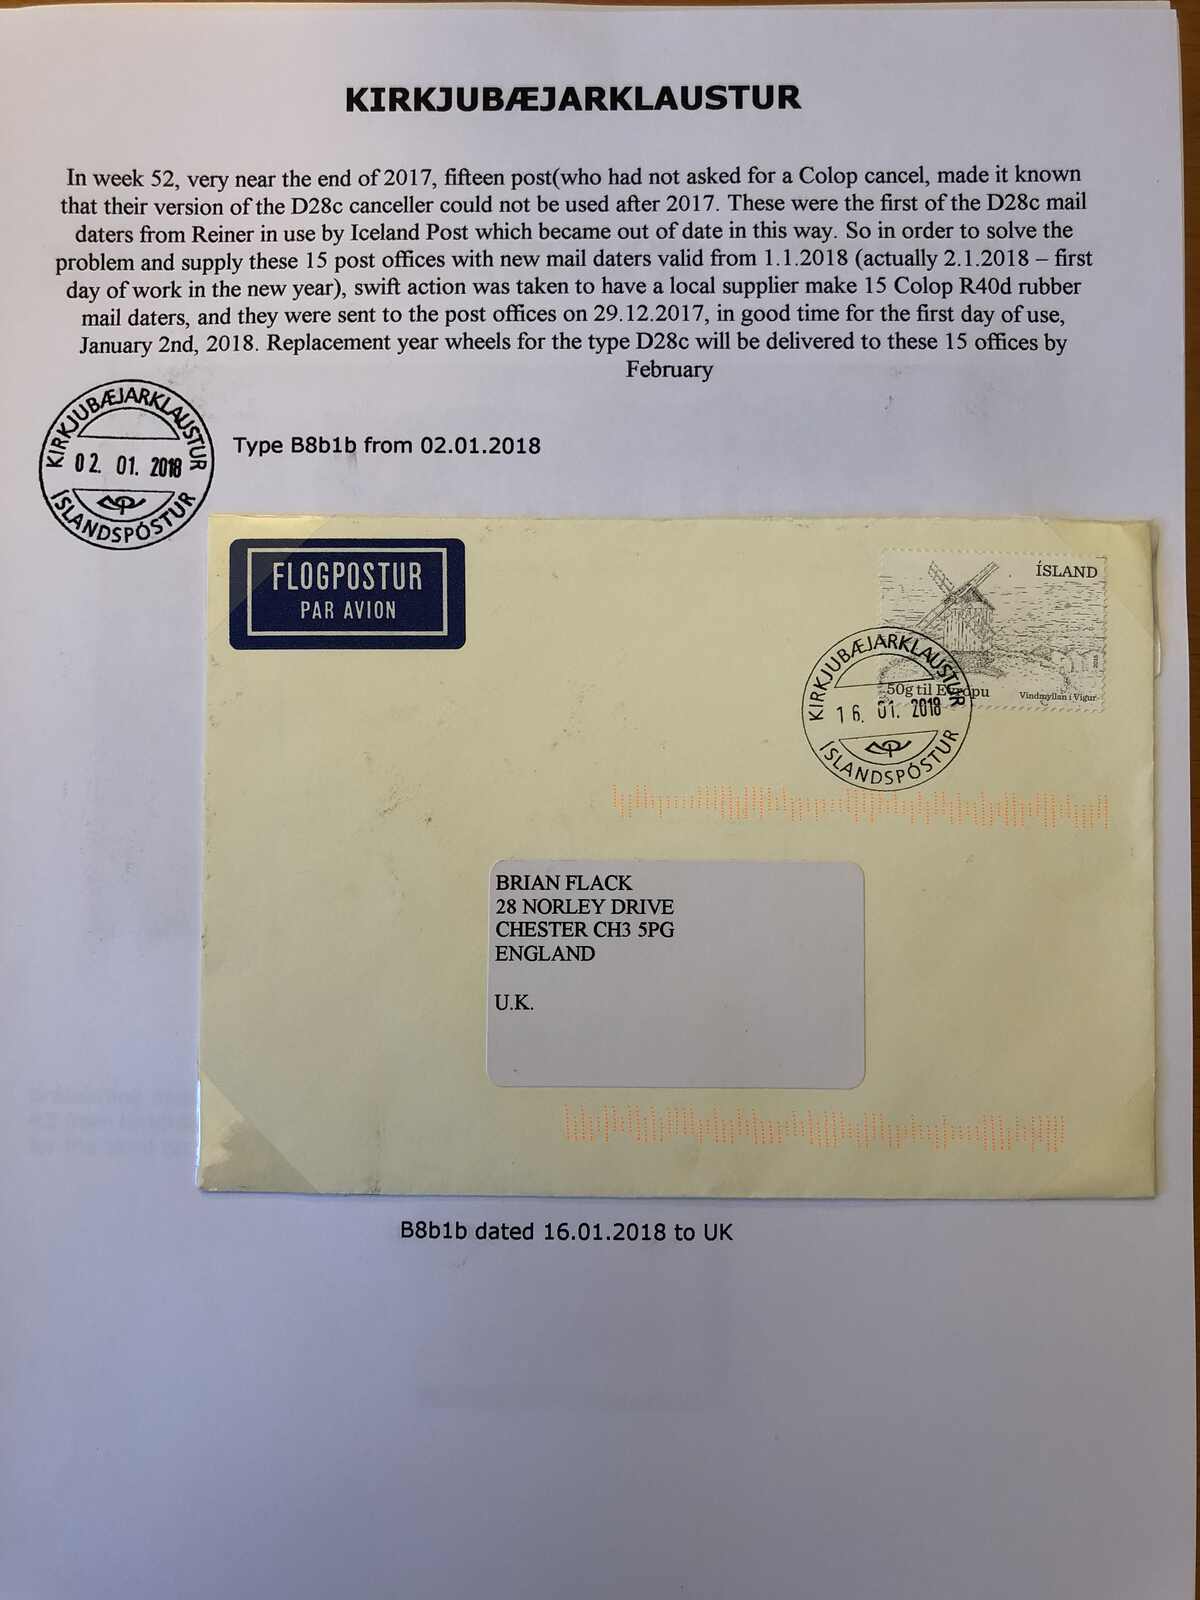 KIRKJUBÆJARKLAUSTUR
In week 52, very near the end of 2017, fifteen post(who had not asked for a Colop cancel, made it known
that their version of the D28c canceller could not be used after 2017. These were the first of the D28c mail
daters from Reiner in use by Iceland Post which became out of date in this way. So in order to solve the
problem and supply these 15 post offices with new mail daters valid from 1.1.2018 (actually 2.1.2018 – first
day of work in the new year), swift action was taken to have a local supplier make 15 Colop R40d rubber
mail daters, and they were sent to the post offices on 29.12.2017, in good time for the first day of use,
January 2nd, 2018. Replacement year wheels for the type D28c will be delivered to these 15 offices by
February
KIRKJUBÆJARKLAUSTUR
02. 01. 2018
ÍSLANDSPÓSTUR
Type B8b1b from 02.01.2018
FLOGPOSTUR
PAR AVION
ÍSLAND
2015
50g til Evrópu
Vindmyllan í Vigur
KIRKJUBÆJARKLAUSTUR
16. 01. 2018
ÍSLANDSPÓSTUR
BRIAN FLACK
28 NORLEY DRIVE
CHESTER CH3 5PG
ENGLAND
U.K.
B8b1b dated 16.01.2018 to UK